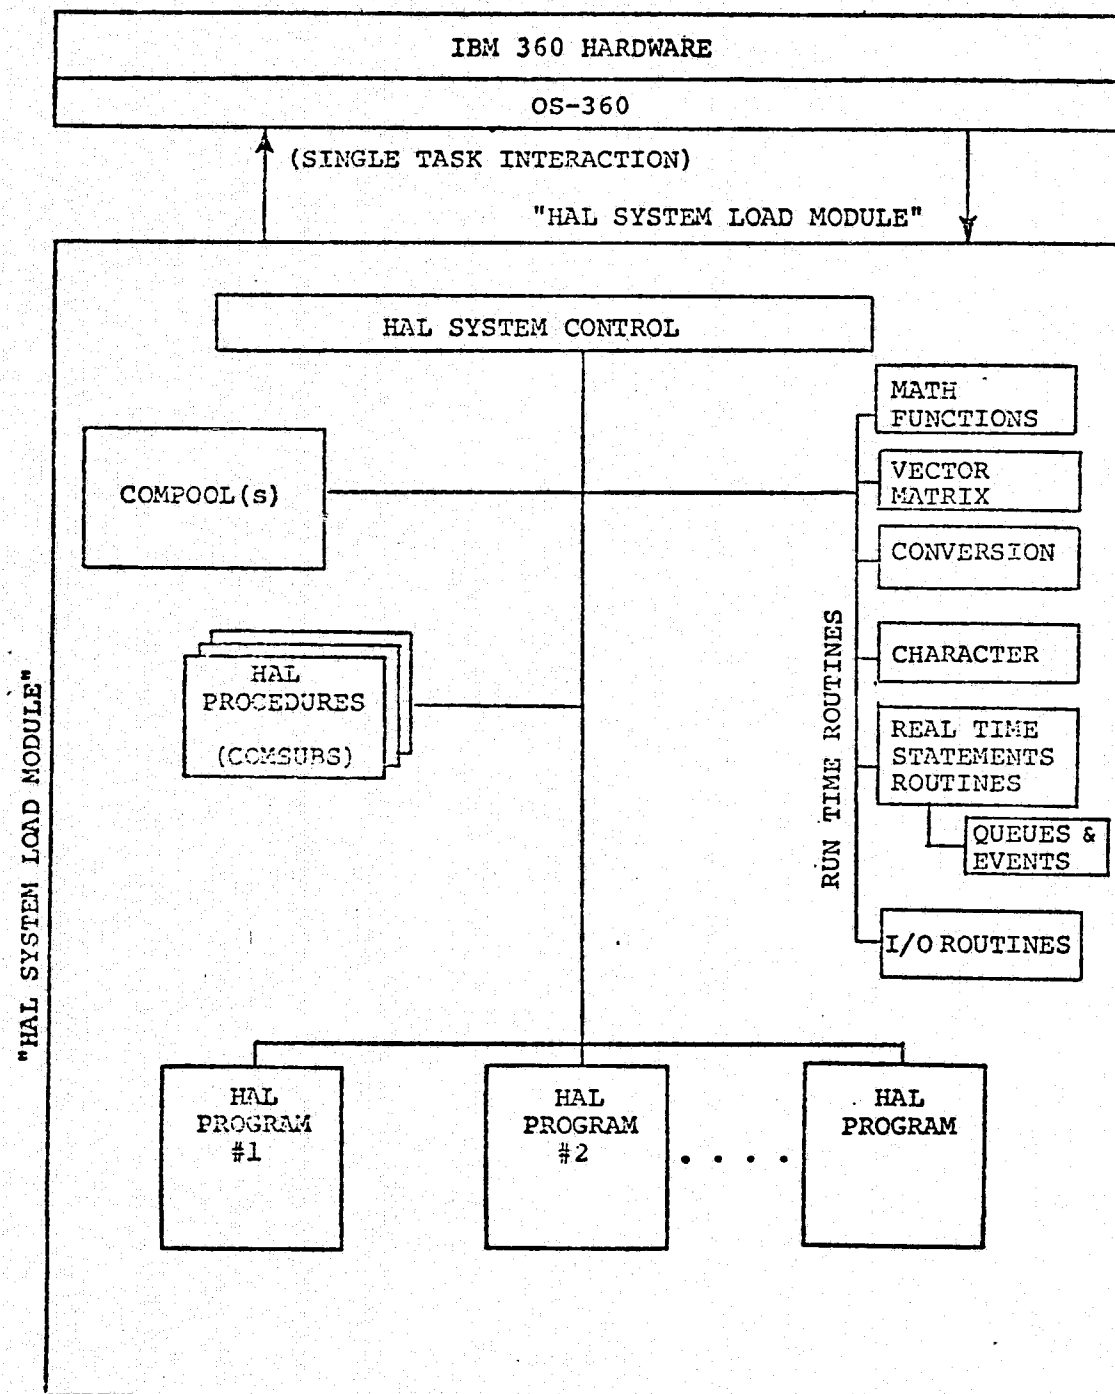 IBM 360 HARDWARE
OS-360
(SINGLE TASK INTERACTION)
"HAL SYSTEM LOAD MODULE"
HAL SYSTEM CONTROL
MATH
FUNCTIONS
VECTOR
MATRIX
COMPOOL(s)
CONVERSION
CHARACTER
HAL
PROCEDURES
(COMSUBS)
REAL TIME
STATEMENTS
ROUTINES
QUEUES &
EVENTS
I/O ROUTINES
RUN TIME ROUTINES
"HAL SYSTEM LOAD MODULE"
HAL
PROGRAM
#1
HAL
PROGRAM
#2
. . . .
HAL
PROGRAM